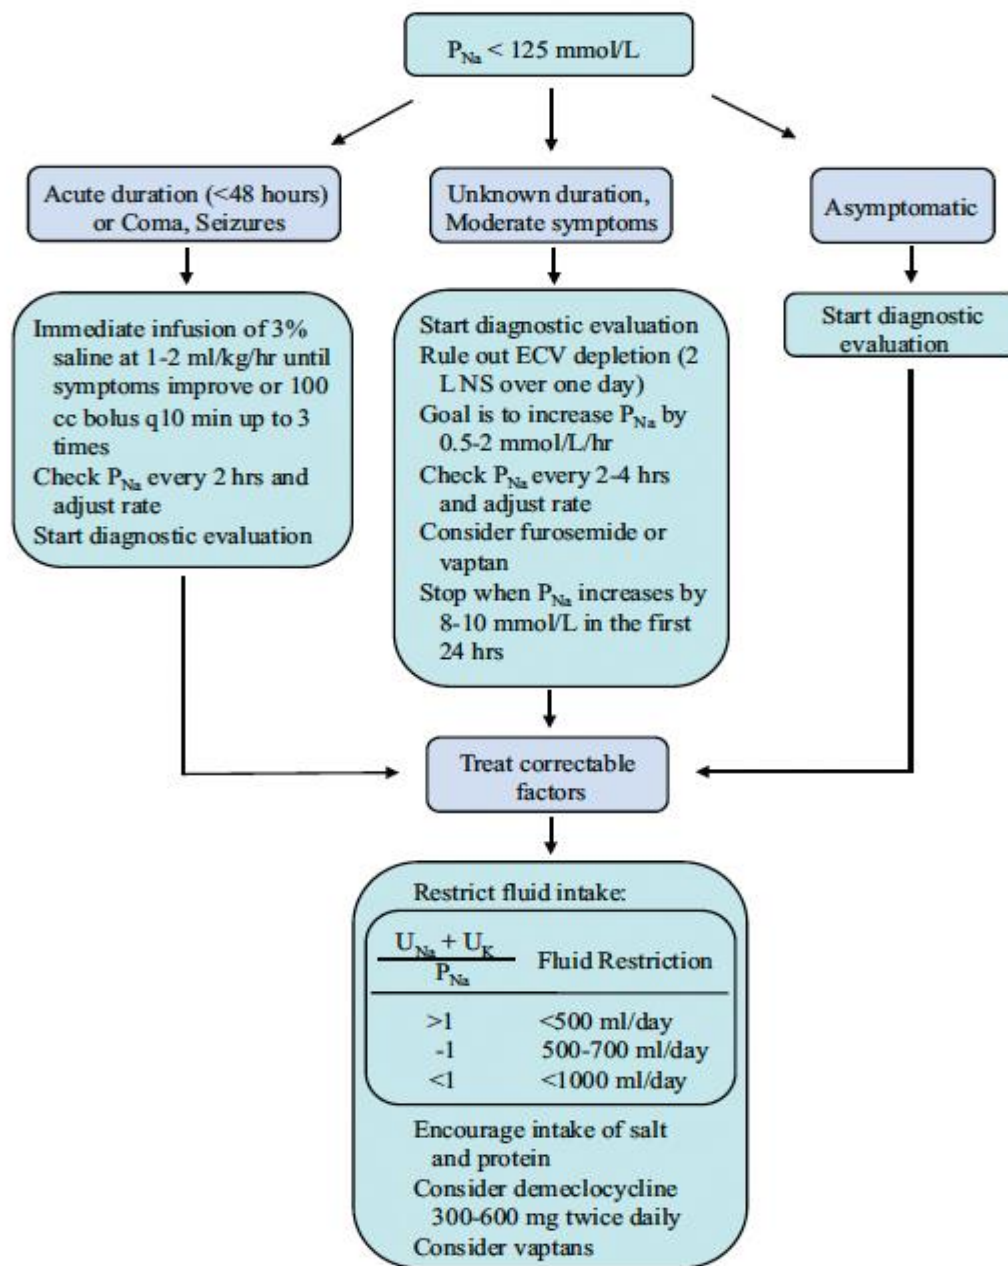 P_Na < 125 mmol/L
Acute duration (<48 hours)
or Coma, Seizures
Unknown duration,
Moderate symptoms
Asymptomatic
Immediate infusion of 3%
saline at 1-2 ml/kg/hr until
symptoms improve or 100
cc bolus q10 min up to 3
times
Check P_Na every 2 hrs and
adjust rate
Start diagnostic evaluation
Start diagnostic evaluation
Rule out ECV depletion (2
L NS over one day)
Goal is to increase P_Na by
0.5-2 mmol/L/hr
Check P_Na every 2-4 hrs
and adjust rate
Consider furosemide or
vaptan
Stop when P_Na increases by
8-10 mmol/L in the first
24 hrs
Start diagnostic
evaluation
Treat correctable
factors
Restrict fluid intake:
U_Na + U_K
P_Na
Fluid Restriction
>1 <500 ml/day
-1 500-700 ml/day
<1 <1000 ml/day
Encourage intake of salt
and protein
Consider demeclocycline
300-600 mg twice daily
Consider vaptans